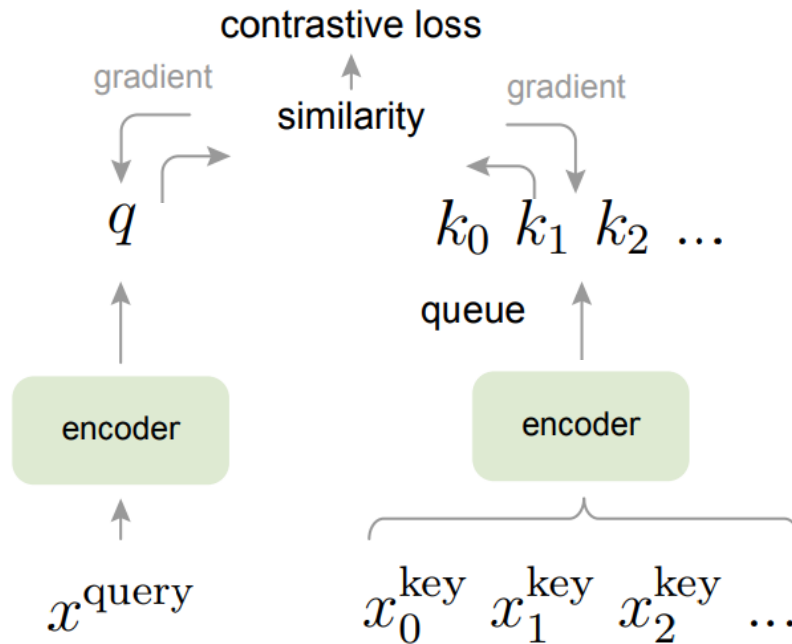 contrastive loss
gradient
similarity
gradient
q
k₀ k₁ k₂ ...
queue
encoder
encoder
x^query
x₀^key x₁^key x₂^key ...